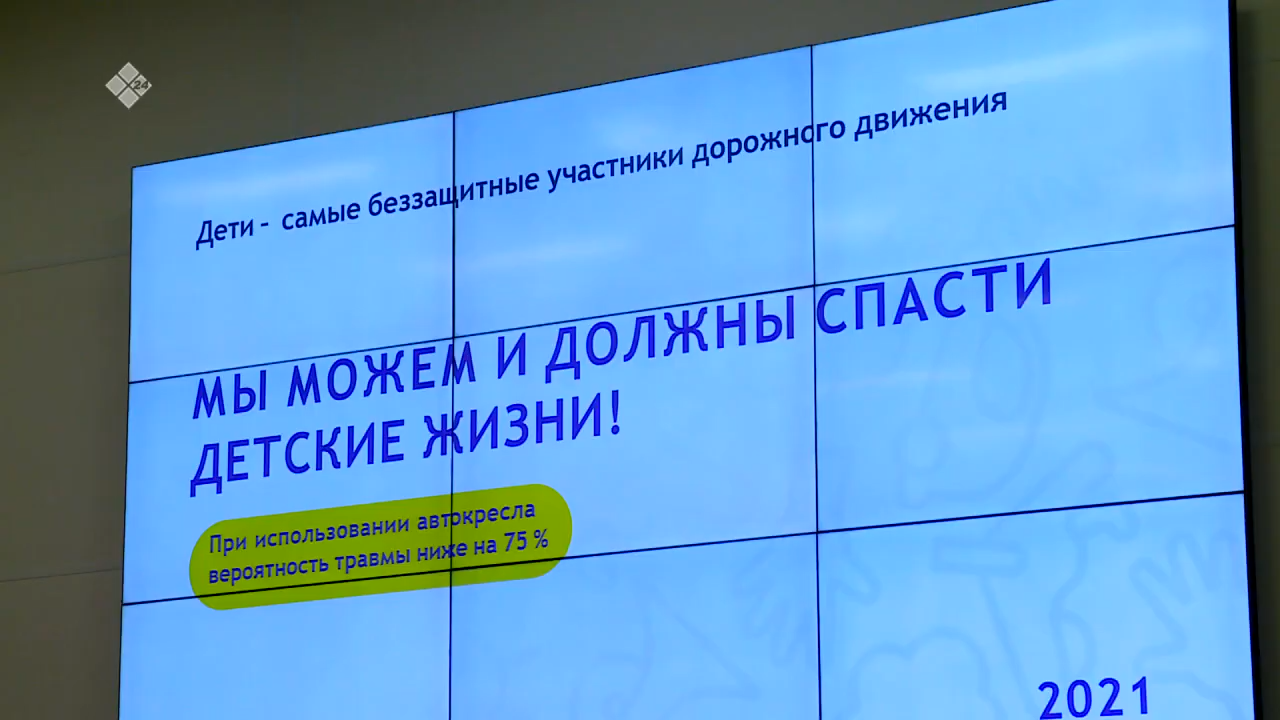 24
Дети – самые беззащитные участники дорожного движения
МЫ МОЖЕМ И ДОЛЖНЫ СПАСТИ
ДЕТСКИЕ ЖИЗНИ!
При использовании автокресла
вероятность травмы ниже на 75 %
2021